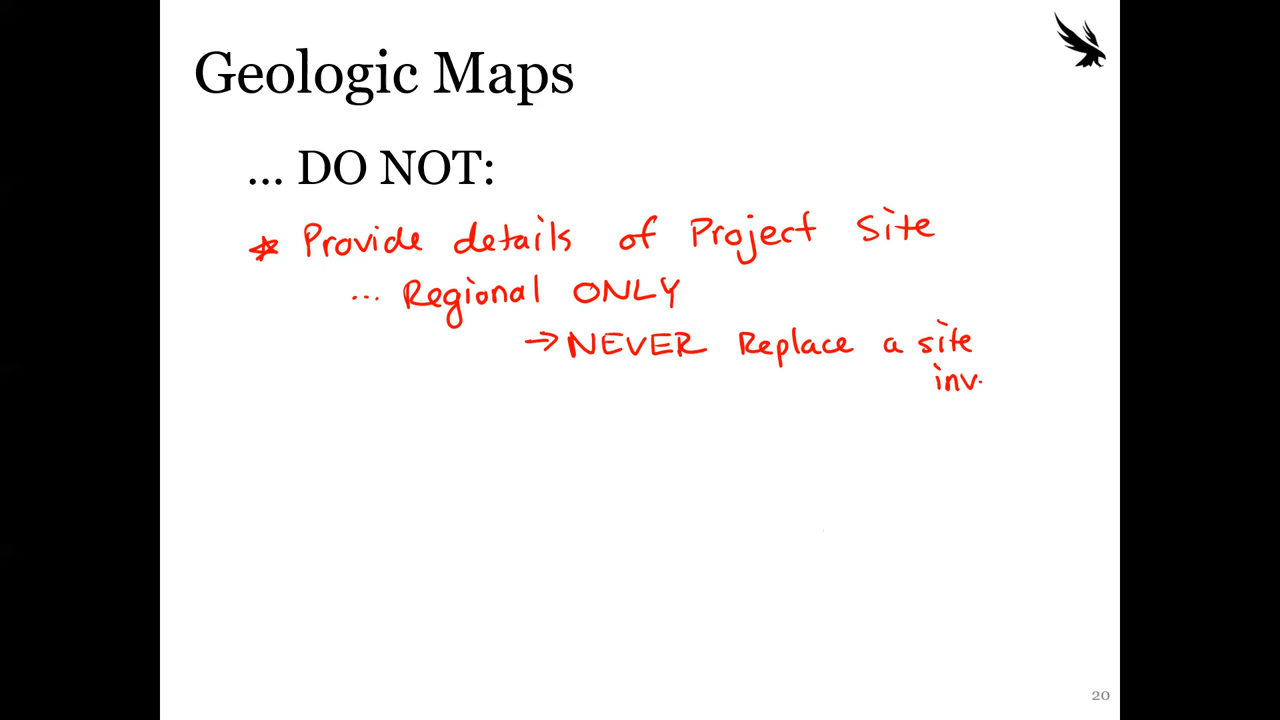 Geologic Maps
... DO NOT:
* Provide details of Project Site
... Regional ONLY
→ NEVER Replace a site
inv.
20